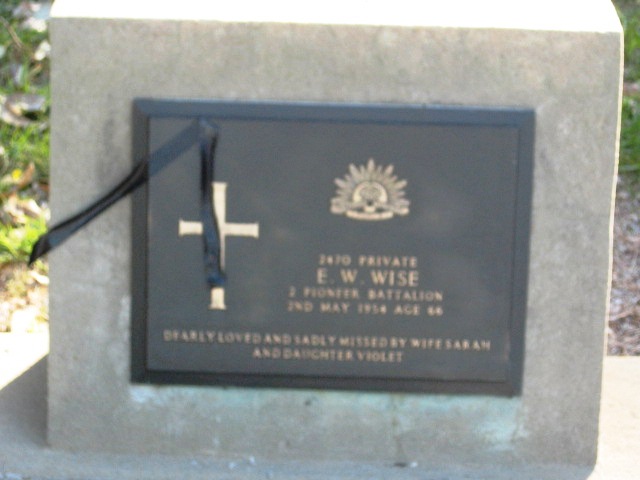 2470 PRIVATE
E. W. WISE
2 PIONEER BATTALION
2ND MAY 1954 AGE 66
DEARLY LOVED AND SADLY MISSED BY WIFE SARAH
AND DAUGHTER VIOLET